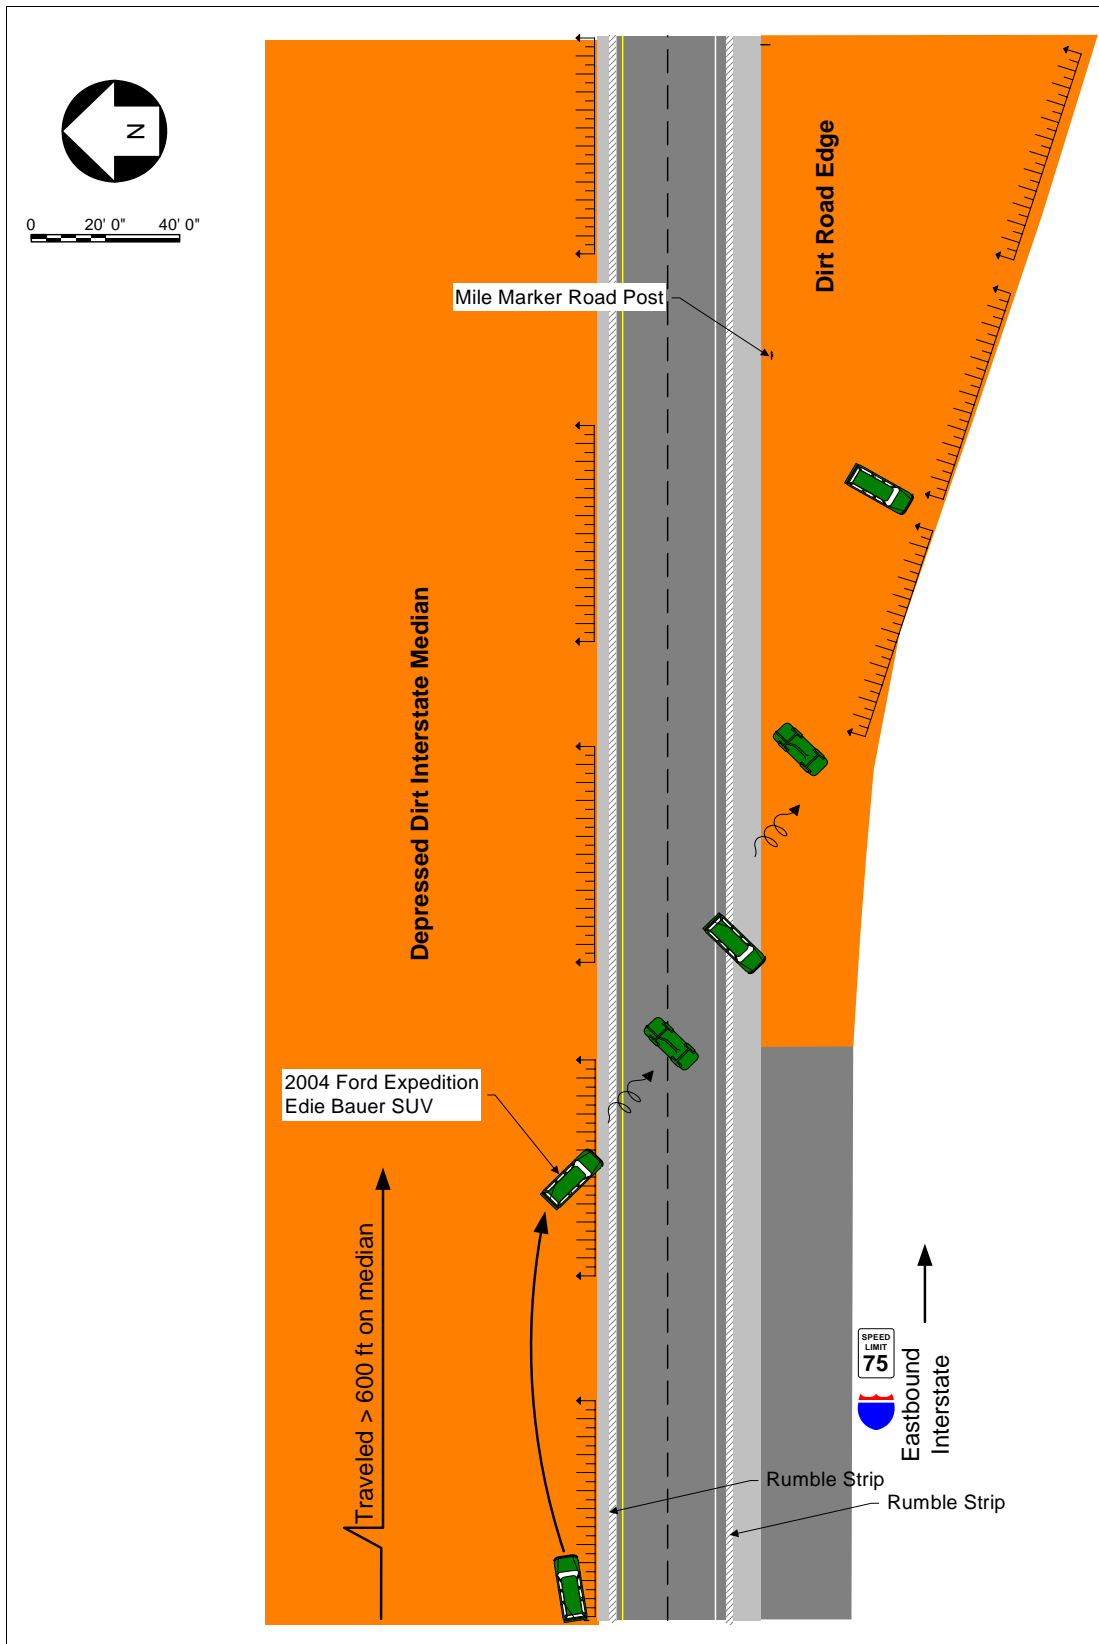 N
0 20' 0" 40' 0"
Dirt Road Edge
Mile Marker Road Post
Depressed Dirt Interstate Median
2004 Ford Expedition
Edie Bauer SUV
Traveled > 600 ft on median
SPEED
LIMIT
75
Eastbound
Interstate
Rumble Strip
Rumble Strip